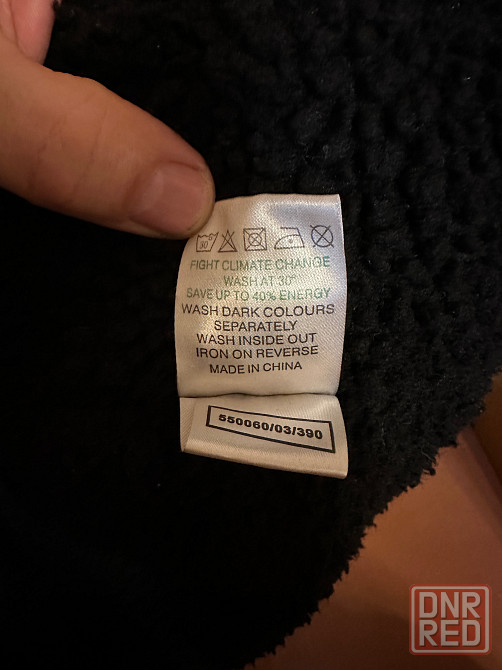 30
FIGHT CLIMATE CHANGE
WASH AT 30°
SAVE UP TO 40% ENERGY
WASH DARK COLOURS
SEPARATELY
WASH INSIDE OUT
IRON ON REVERSE
MADE IN CHINA
550060/03/390
DNR
RED